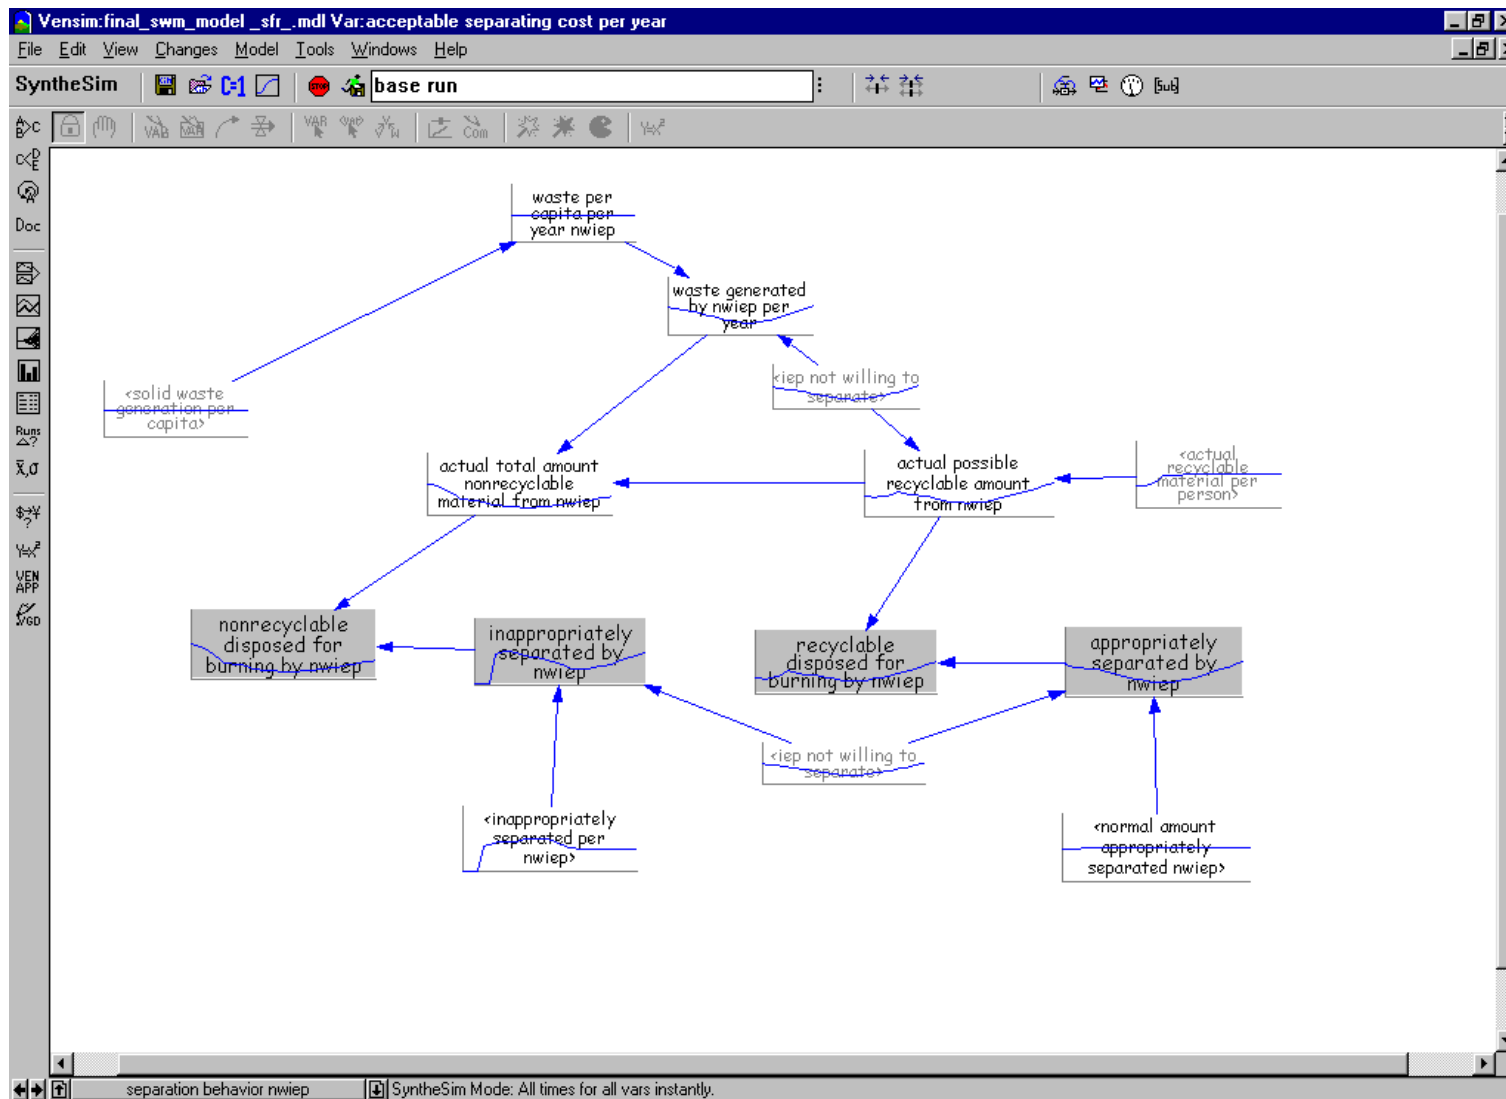 Vensim:final_swm_model _sfr_.mdl Var:acceptable separating cost per year
File Edit View Changes Model Tools Windows Help
SyntheSim base run
Doc
Runs
VEN
APP
waste per
capita per
year nwiep
waste generated
by nwiep per
year
<solid waste
generation per
capita>
<iep not willing to
separate>
actual total amount
nonrecyclable
material from nwiep
actual possible
recyclable amount
from nwiep
<actual
recyclable
material per
person>
nonrecyclable
disposed for
burning by nwiep
inappropriately
separated by
nwiep
recyclable
disposed for
burning by nwiep
appropriately
separated by
nwiep
<iep not willing to
separate>
<inappropriately
separated per
nwiep>
<normal amount
appropriately
separated nwiep>
separation behavior nwiep
SyntheSim Mode: All times for all vars instantly.